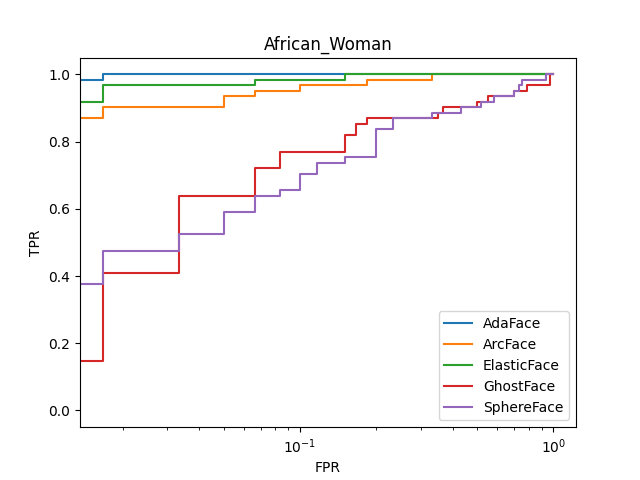 African_Woman
1.0
0.8
0.6
0.4
0.2
0.0
TPR
10⁻¹
10⁰
FPR
AdaFace
ArcFace
ElasticFace
GhostFace
SphereFace